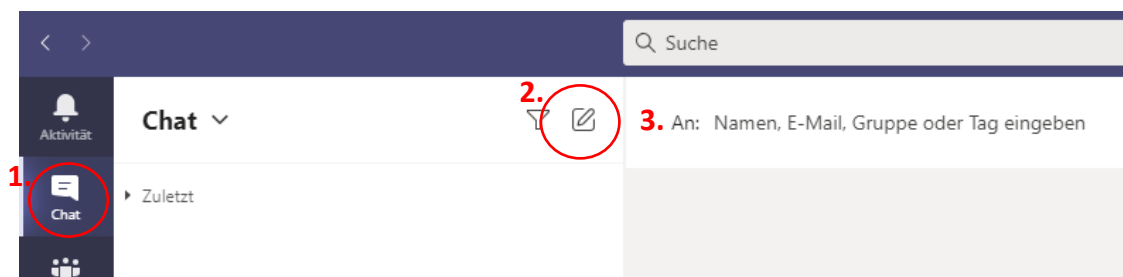 Suche
Aktivität
Chat
2.
3. An: Namen, E-Mail, Gruppe oder Tag eingeben
1.
Chat
Zuletzt